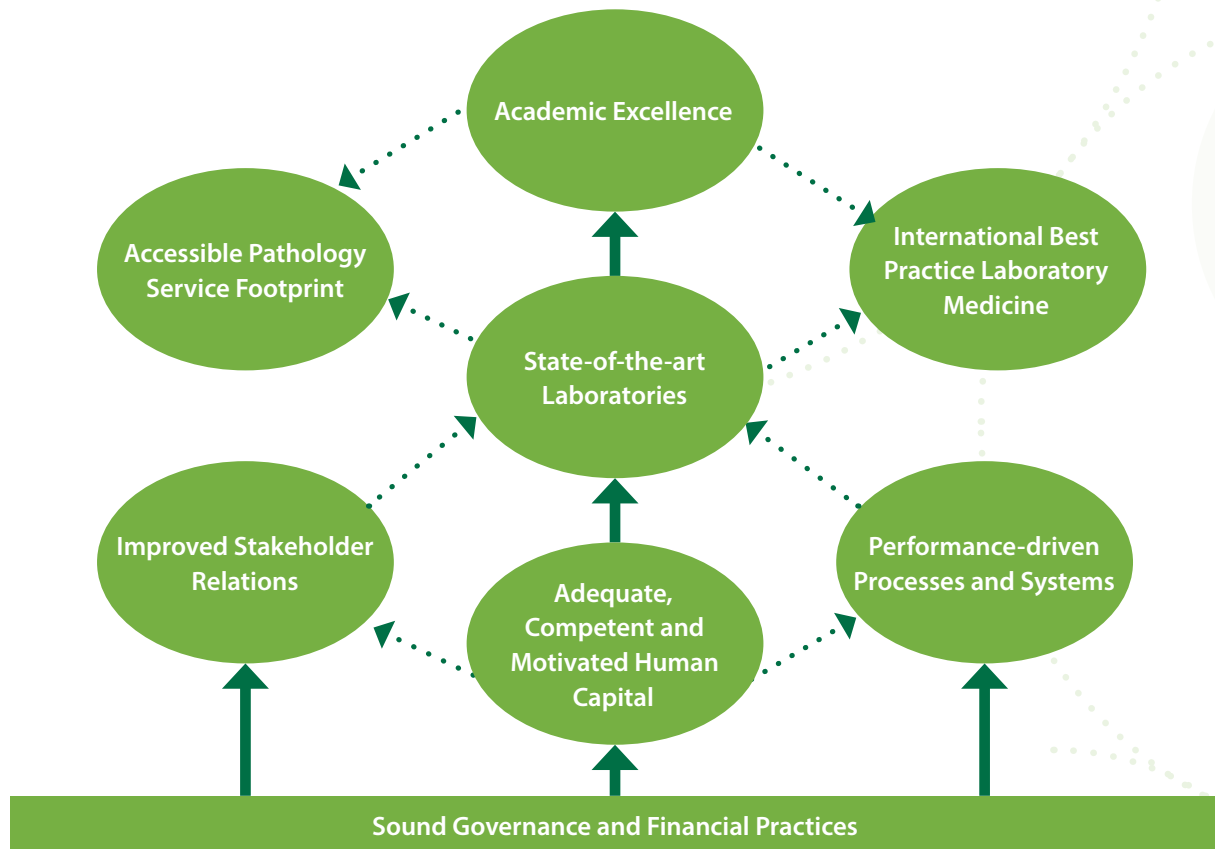 Academic Excellence
Accessible Pathology
Service Footprint
International Best
Practice Laboratory
Medicine
State-of-the-art
Laboratories
Improved Stakeholder
Relations
Adequate,
Competent and
Motivated Human
Capital
Performance-driven
Processes and Systems
Sound Governance and Financial Practices